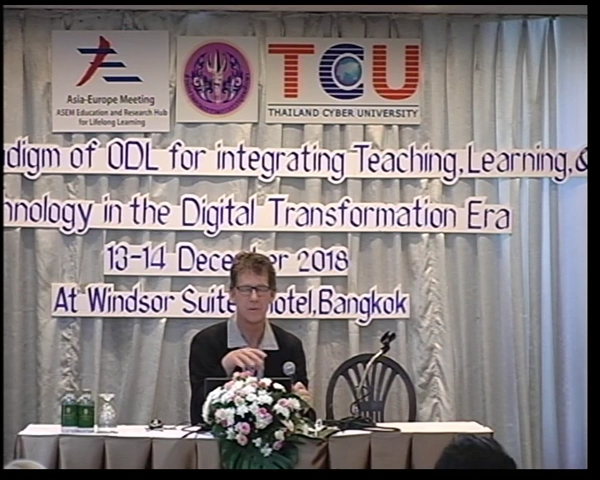 Asia-Europe Meeting
ASEM Education and Research Hub
for Lifelong Learning
TCU
THAILAND CYBER UNIVERSITY
digm of ODL for integrating Teaching,Learning,&
hnology in the Digital Transformation Era
13-14 Dece er 2018
At Windsor Suite otel,Bangkok